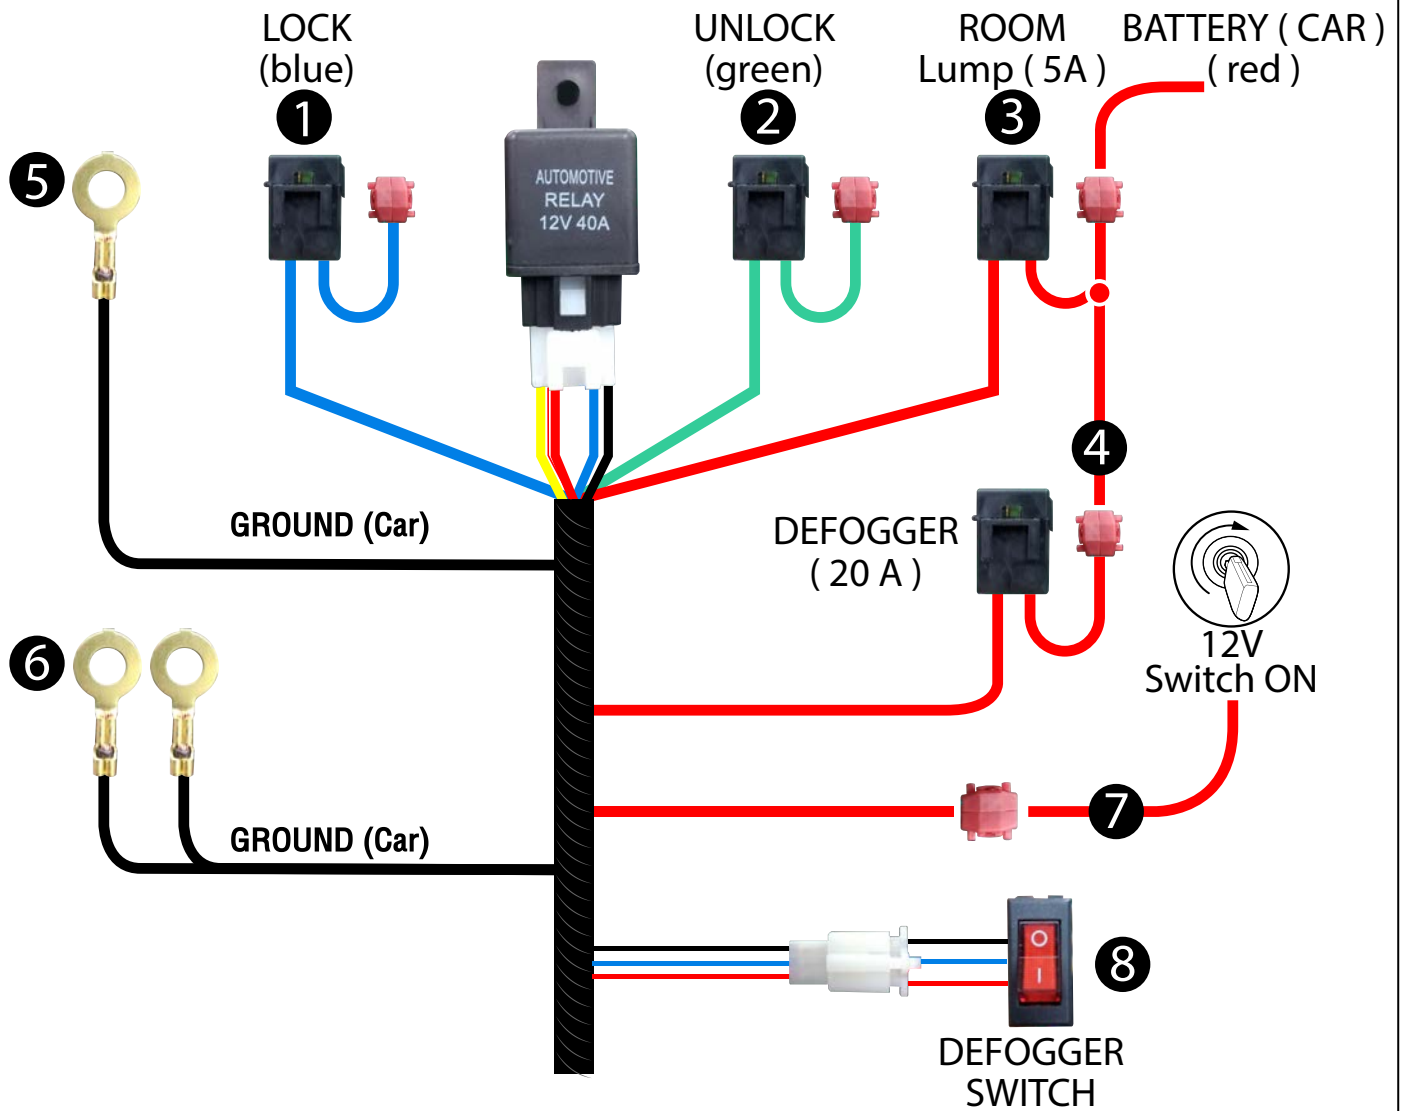 LOCK
(blue)
1
UNLOCK
(green)
2
ROOM
Lump ( 5A )
3
BATTERY ( CAR )
( red )
5
AUTOMOTIVE
RELAY
12V 40A
4
GROUND (Car)
DEFOGGER
( 20 A )
12V
Switch ON
6
7
GROUND (Car)
O
I
8
DEFOGGER
SWITCH